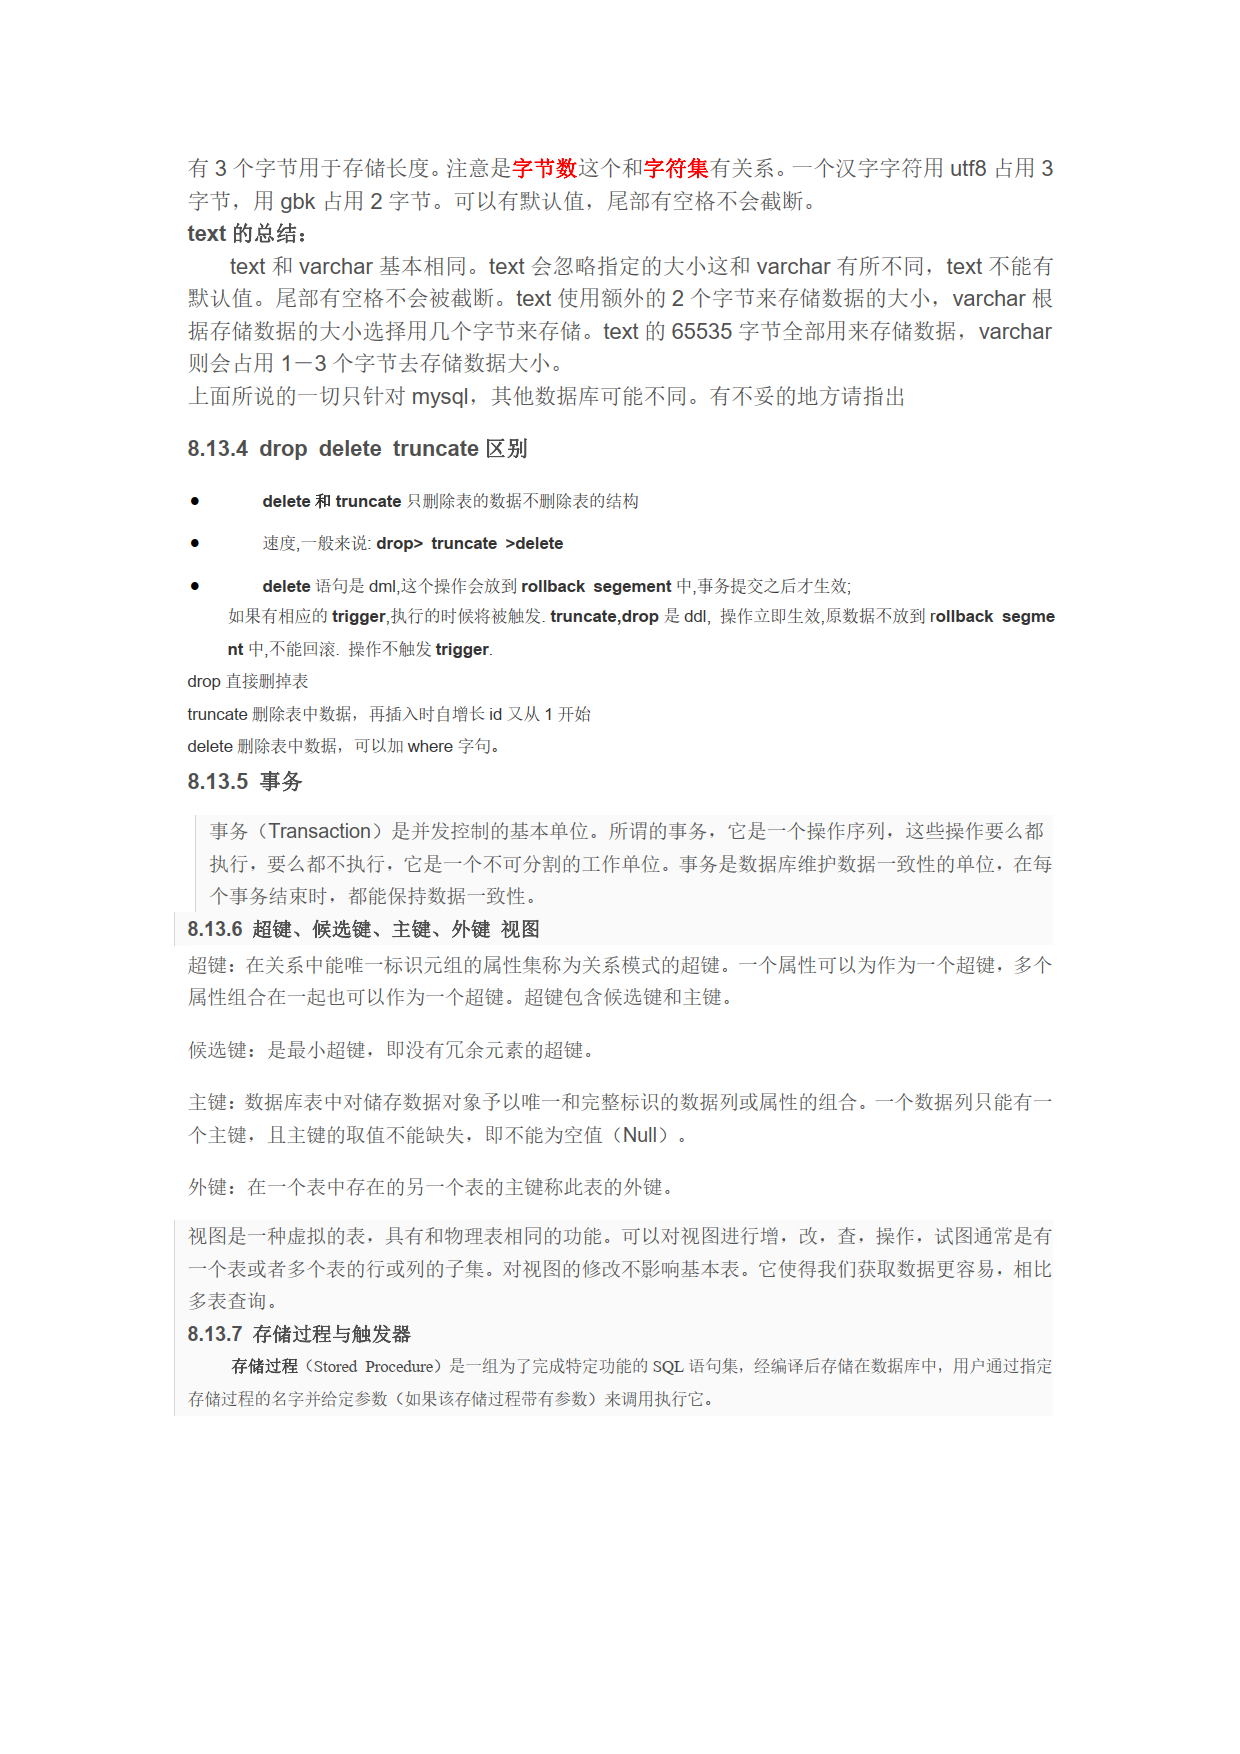 有 3 个字节用于存储长度。注意是字节数这个和字符集有关系。一个汉字字符用 utf8 占用 3
字节，用 gbk 占用 2 字节。可以有默认值，尾部有空格不会截断。
text 的总结：
text 和 varchar 基本相同。text 会忽略指定的大小这和 varchar 有所不同，text 不能有
默认值。尾部有空格不会被截断。text 使用额外的 2 个字节来存储数据的大小，varchar 根
据存储数据的大小选择用几个字节来存储。text 的 65535 字节全部用来存储数据，varchar
则会占用 1－3 个字节去存储数据大小。
上面所说的一切只针对 mysql，其他数据库可能不同。有不妥的地方请指出
8.13.4 drop delete truncate 区别
● delete 和 truncate 只删除表的数据不删除表的结构
● 速度,一般来说: drop> truncate >delete
● delete 语句是 dml,这个操作会放到 rollback segement 中,事务提交之后才生效;
如果有相应的 trigger,执行的时候将被触发. truncate,drop 是 ddl, 操作立即生效,原数据不放到 rollback segme
nt 中,不能回滚. 操作不触发 trigger.
drop 直接删掉表
truncate 删除表中数据，再插入时自增长 id 又从 1 开始
delete 删除表中数据，可以加 where 字句。
8.13.5 事务
事务（Transaction）是并发控制的基本单位。所谓的事务，它是一个操作序列，这些操作要么都
执行，要么都不执行，它是一个不可分割的工作单位。事务是数据库维护数据一致性的单位，在每
个事务结束时，都能保持数据一致性。
8.13.6 超键、候选键、主键、外键 视图
超键：在关系中能唯一标识元组的属性集称为关系模式的超键。一个属性可以为作为一个超键，多个
属性组合在一起也可以作为一个超键。超键包含候选键和主键。
候选键：是最小超键，即没有冗余元素的超键。
主键：数据库表中对储存数据对象予以唯一和完整标识的数据列或属性的组合。一个数据列只能有一
个主键，且主键的取值不能缺失，即不能为空值（Null）。
外键：在一个表中存在的另一个表的主键称此表的外键。
视图是一种虚拟的表，具有和物理表相同的功能。可以对视图进行增，改，查，操作，试图通常是有
一个表或者多个表的行或列的子集。对视图的修改不影响基本表。它使得我们获取数据更容易，相比
多表查询。
8.13.7 存储过程与触发器
存储过程（Stored Procedure）是一组为了完成特定功能的 SQL 语句集，经编译后存储在数据库中，用户通过指定
存储过程的名字并给定参数（如果该存储过程带有参数）来调用执行它。